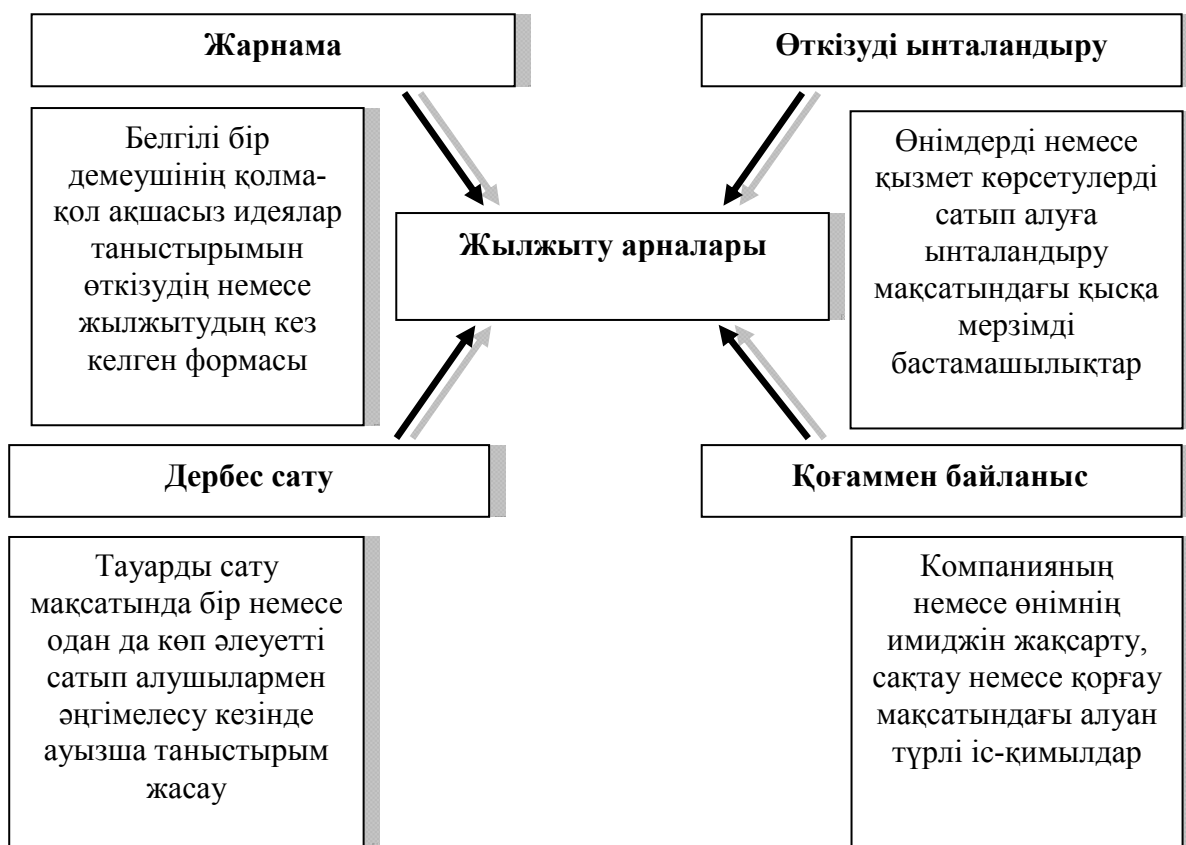 Жарнама
Өткізуді ынталандыру
Белгілі бір
демеушінің қолма-
қол ақшасыз идеялар
таныстырымын
өткізудің немесе
жылжытудың кез
келген формасы
Өнімдерді немесе
қызмет көрсетулерді
сатып алуға
ынталандыру
мақсатындағы қысқа
мерзімді
бастамашылықтар
Жылжыту арналары
Дербес сату
Қоғаммен байланыс
Тауарды сату
мақсатында бір немесе
одан да көп әлеуетті
сатып алушылармен
әңгімелесу кезінде
ауызша таныстырым
жасау
Компанияның
немесе өнімнің
имиджін жақсарту,
сақтау немесе қорғау
мақсатындағы алуан
түрлі іс-қимылдар